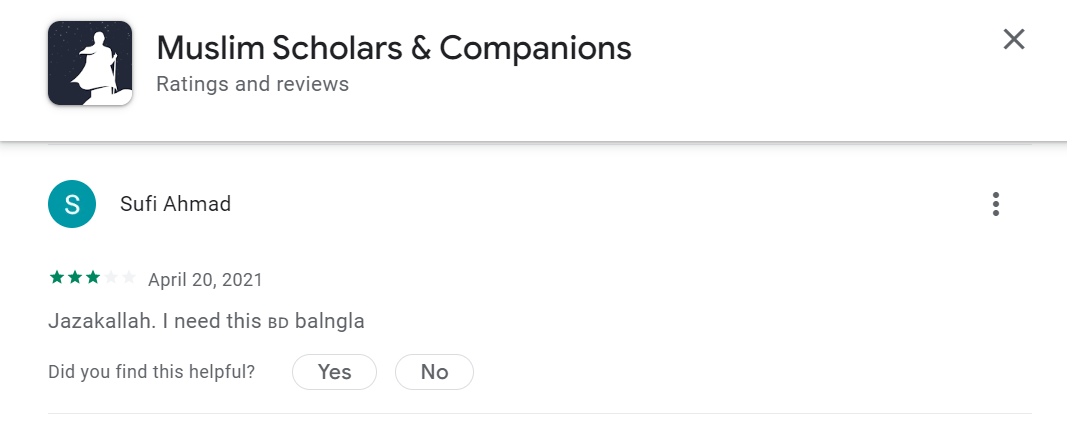 Muslim Scholars & Companions
Ratings and reviews
S
Sufi Ahmad
April 20, 2021
Jazakallah. I need this BD balngla
Did you find this helpful? Yes No